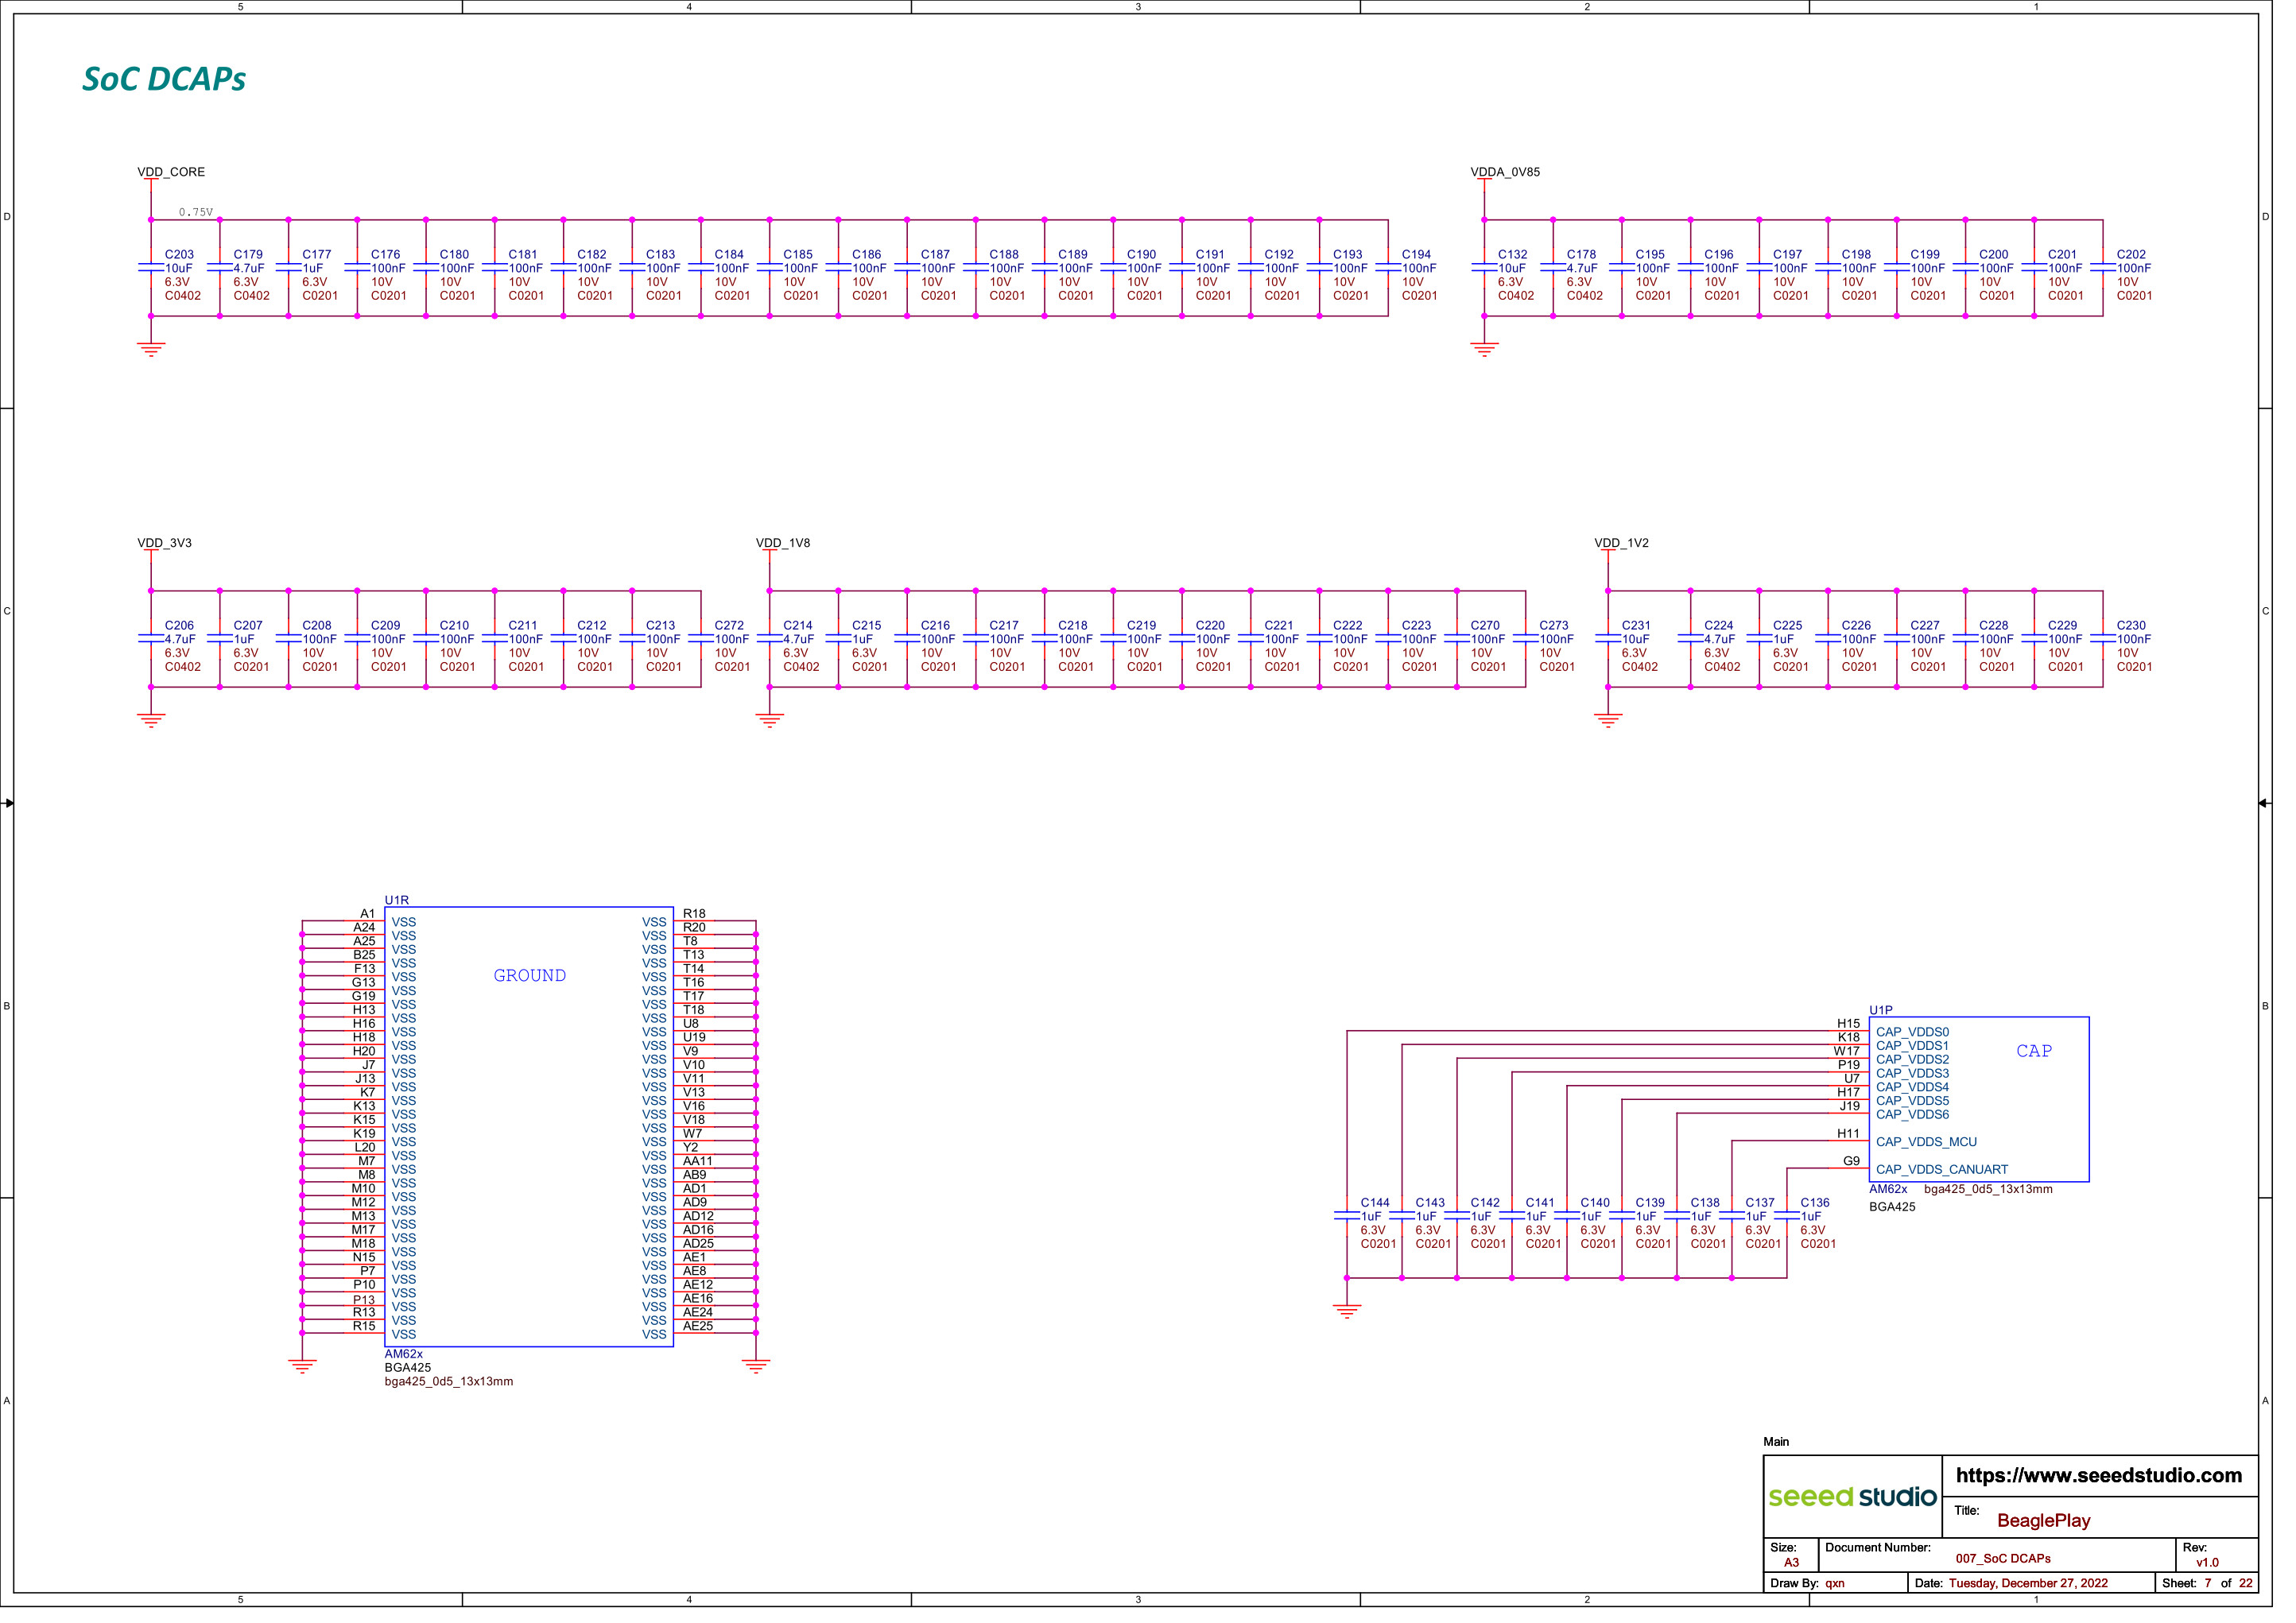 5 4 3 2 1
SoC DCAPs
VDD_CORE
VDDA_0V85
D D
0.75V
C203 C179 C177 C176 C180 C181 C182 C183 C184 C185 C186 C187 C188 C189 C190 C191 C192 C193 C194 C132 C178 C195 C196 C197 C198 C199 C200 C201 C202
10uF 4.7uF 1uF 100nF 100nF 100nF 100nF 100nF 100nF 100nF 100nF 100nF 100nF 100nF 100nF 100nF 100nF 100nF 100nF 10uF 4.7uF 100nF 100nF 100nF 100nF 100nF 100nF 100nF 100nF
6.3V 6.3V 6.3V 10V 10V 10V 10V 10V 10V 10V 10V 10V 10V 10V 10V 10V 10V 10V 10V 6.3V 6.3V 10V 10V 10V 10V 10V 10V 10V 10V
C0402 C0402 C0201 C0201 C0201 C0201 C0201 C0201 C0201 C0201 C0201 C0201 C0201 C0201 C0201 C0201 C0201 C0201 C0201 C0402 C0402 C0201 C0201 C0201 C0201 C0201 C0201 C0201 C0201
VDD_3V3 VDD_1V8 VDD_1V2
C C
C206 C207 C208 C209 C210 C211 C212 C213 C272 C214 C215 C216 C217 C218 C219 C220 C221 C222 C223 C270 C273 C231 C224 C225 C226 C227 C228 C229 C230
4.7uF 1uF 100nF 100nF 100nF 100nF 100nF 100nF 100nF 4.7uF 1uF 100nF 100nF 100nF 100nF 100nF 100nF 100nF 100nF 100nF 100nF 10uF 4.7uF 1uF 100nF 100nF 100nF 100nF 100nF
6.3V 6.3V 10V 10V 10V 10V 10V 10V 10V 6.3V 6.3V 10V 10V 10V 10V 10V 10V 10V 10V 10V 10V 6.3V 6.3V 6.3V 10V 10V 10V 10V 10V
C0402 C0201 C0201 C0201 C0201 C0201 C0201 C0201 C0201 C0402 C0201 C0201 C0201 C0201 C0201 C0201 C0201 C0201 C0201 C0201 C0201 C0402 C0402 C0201 C0201 C0201 C0201 C0201 C0201
U1R
A1 VSS VSS R18
A24 VSS VSS R20
A25 VSS VSS T8
B25 VSS VSS T13
F13 VSS VSS T14
G13 VSS VSS T16
G19 VSS VSS T17
H13 VSS VSS T18
H16 VSS VSS U8
H18 VSS VSS U19
H20 VSS VSS V9
J7 VSS VSS V10
J13 VSS VSS V11
K7 VSS VSS V13
K13 VSS VSS V16
K15 VSS VSS V18
K19 VSS VSS W7
L20 VSS VSS Y2
M7 VSS VSS AA11
M8 VSS VSS AB9
M10 VSS VSS AD1
M12 VSS VSS AD9
M13 VSS VSS AD12
M17 VSS VSS AD16
M18 VSS VSS AD25
N15 VSS VSS AE1
P7 VSS VSS AE8
P10 VSS VSS AE12
P13 VSS VSS AE16
R13 VSS VSS AE24
R15 VSS VSS AE25
GROUND
AM62x
BGA425
bga425_0d5_13x13mm
B B
U1P
H15 CAP_VDDS0
K18 CAP_VDDS1
W17 CAP_VDDS2
P19 CAP_VDDS3
U7 CAP_VDDS4
H17 CAP_VDDS5
J19 CAP_VDDS6
H11 CAP_VDDS_MCU
G9 CAP_VDDS_CANUART
CAP
AM62x bga425_0d5_13x13mm
BGA425
C144 C143 C142 C141 C140 C139 C138 C137 C136
1uF 1uF 1uF 1uF 1uF 1uF 1uF 1uF 1uF
6.3V 6.3V 6.3V 6.3V 6.3V 6.3V 6.3V 6.3V 6.3V
C0201 C0201 C0201 C0201 C0201 C0201 C0201 C0201 C0201
A A
Main
seeed studio
https://www.seeedstudio.com
Title: BeaglePlay
Size: A3
Document Number: 007_SoC DCAPs
Rev: v1.0
Draw By: qxn
Date: Tuesday, December 27, 2022
Sheet: 7 of 22
5 4 3 2 1